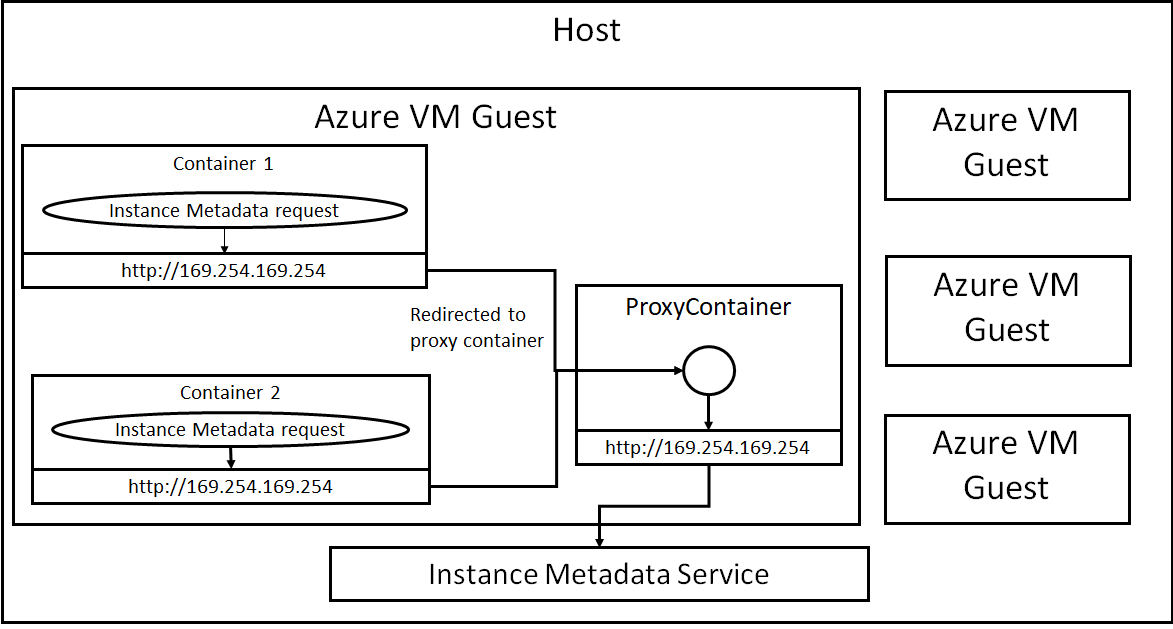 Host
Azure VM Guest
Container 1
Instance Metadata request
http://169.254.169.254
Redirected to
proxy container
Container 2
Instance Metadata request
http://169.254.169.254
ProxyContainer
http://169.254.169.254
Azure VM
Guest
Azure VM
Guest
Azure VM
Guest
Instance Metadata Service